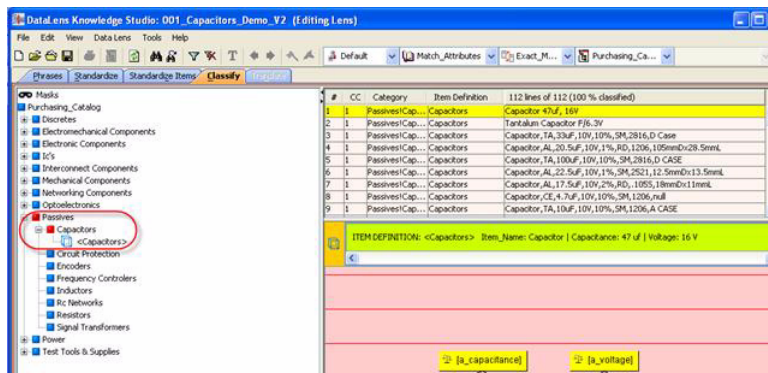 DataLens Knowledge Studio: 001_Capacitors_Demo_V2 (Editing Lens)
File Edit View Data Lens Tools Help
Default Match_Attributes Exact_M... Purchasing_Ca...
Phrases Standardize Standardize Items Classify Translate
Masks
Purchasing_Catalog
Discretes
Electromechanical Components
Electronic Components
Ic's
Interconnect Components
Mechanical Components
Networking Components
Optoelectronics
Passives
Capacitors
<Capacitors>
Circuit Protection
Encoders
Frequency Controlers
Inductors
Rc Networks
Resistors
Signal Transformers
Power
Test Tools & Supplies
# CC Category Item Definition 112 lines of 112 (100 % classified)
1 1 Passives!Cap... Capacitors Capacitor 47uf, 16V
2 1 Passives!Cap... Capacitors Tantalum Capacitor F/6.3V
3 1 Passives!Cap... Capacitors Capacitor,TA,33uF,10V,10%,SM,2816,D Case
4 1 Passives!Cap... Capacitors Capacitor,AL,20.5uF,10V,1%,RD,1206,105mmDx28.5mmL
5 1 Passives!Cap... Capacitors Capacitor,TA,100uF,10V,10%,SM,2816,D CASE
6 1 Passives!Cap... Capacitors Capacitor,AL,22.5uF,10V,1%,SM,2521,12.5mmDx13.5mmL
7 1 Passives!Cap... Capacitors Capacitor,AL,17.5uF,10V,2%,RD,-1055,18mmDx11mmL
8 1 Passives!Cap... Capacitors Capacitor,CE,4.7uF,10V,10%,SM,1206,null
9 1 Passives!Cap... Capacitors Capacitor,TA,10uF,10V,10%,SM,1206,A CASE
ITEM DEFINITION: <Capacitors> Item_Name: Capacitor | Capacitance: 47 uf | Voltage: 16 V
[a_capacitance] [a_voltage]